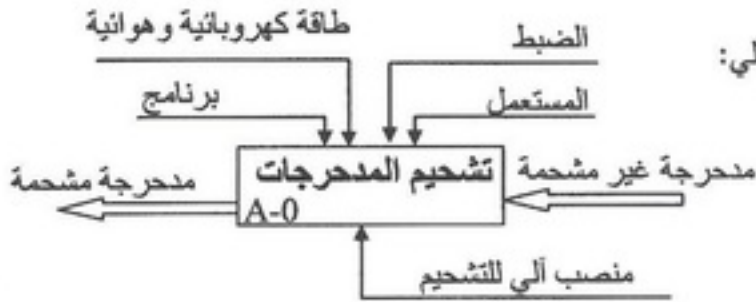 طاقة كهروبائية وهوائية
الضبط
لي:
برنامج
المستعمل
مدحرجة غير مشحمة
تشحيم المدحرجات
مدحرجة مشحمة
A-0
منصب آلي للتشحيم